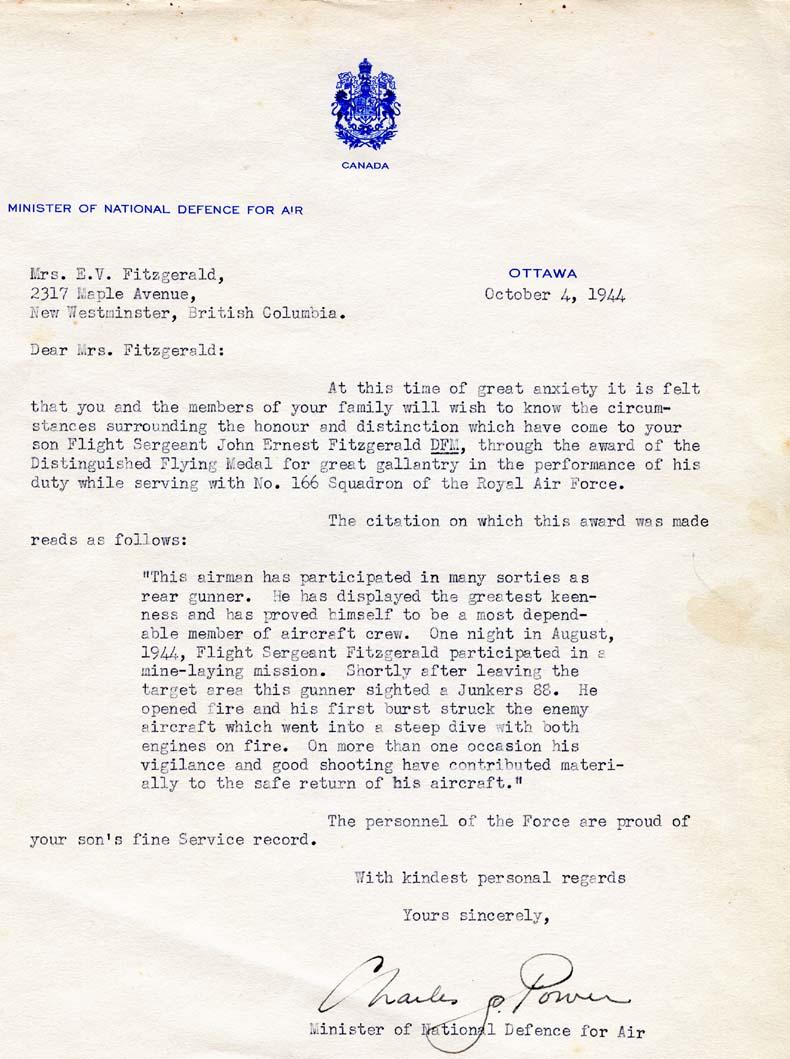 CANADA
MINISTER OF NATIONAL DEFENCE FOR AIR
Mrs. E.V. Fitzgerald,
2317 Maple Avenue,
New Westminster, British Columbia.
OTTAWA
October 4, 1944
Dear Mrs. Fitzgerald:
At this time of great anxiety it is felt
that you and the members of your family will wish to know the circum-
stances surrounding the honour and distinction which have come to your
son Flight Sergeant John Ernest Fitzgerald DFM, through the award of the
Distinguished Flying Medal for great gallantry in the performance of his
duty while serving with No. 166 Squadron of the Royal Air Force.
The citation on which this award was made
reads as follows:
"This airman has participated in many sorties as
rear gunner. He has displayed the greatest keen-
ness and has proved himself to be a most depend-
able member of aircraft crew. One night in August,
1944, Flight Sergeant Fitzgerald participated in a
mine-laying mission. Shortly after leaving the
target area this gunner sighted a Junkers 88. He
opened fire and his first burst struck the enemy
aircraft which went into a steep dive with both
engines on fire. On more than one occasion his
vigilance and good shooting have contributed materi-
ally to the safe return of his aircraft."
The personnel of the Force are proud of
your son's fine Service record.
With kindest personal regards
Yours sincerely,
Charles G. Power
Minister of National Defence for Air